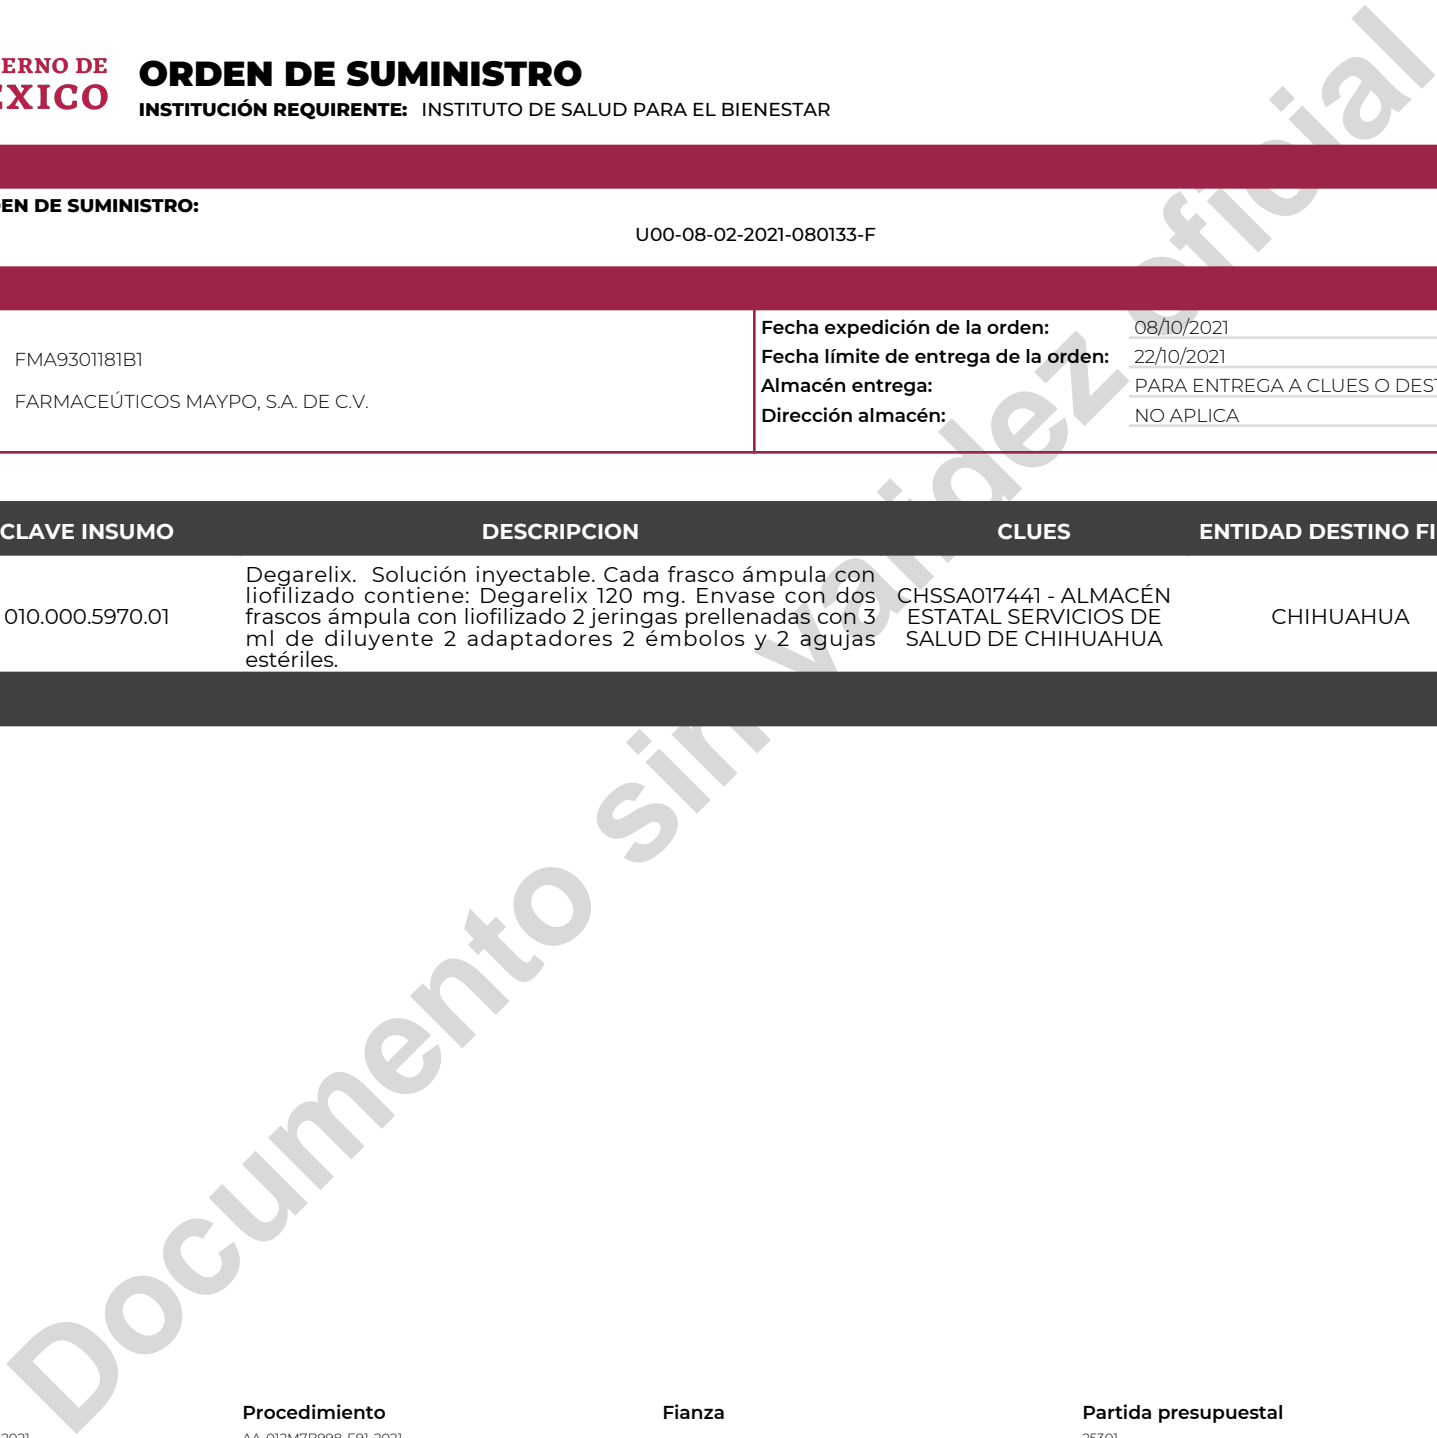 ERNO DE
ÉXICO
ORDEN DE SUMINISTRO
INSTITUCIÓN REQUIRENTE: INSTITUTO DE SALUD PARA EL BIENESTAR
EN DE SUMINISTRO:
U00-08-02-2021-080133-F
FMA9301181B1
FARMACEÚTICOS MAYPO, S.A. DE C.V.
Fecha expedición de la orden: 08/10/2021
Fecha límite de entrega de la orden: 22/10/2021
Almacén entrega: PARA ENTREGA A CLUES O DEST
Dirección almacén: NO APLICA
CLAVE INSUMO DESCRIPCION CLUES ENTIDAD DESTINO FI
010.000.5970.01
Degarelix. Solución inyectable. Cada frasco ámpula con
liofilizado contiene: Degarelix 120 mg. Envase con dos
frascos ámpula con liofilizado 2 jeringas prellenadas con 3
ml de diluyente 2 adaptadores 2 émbolos y 2 agujas
estériles.
CHSSA017441 - ALMACÉN
ESTATAL SERVICIOS DE
SALUD DE CHIHUAHUA
CHIHUAHUA
Documento sin validez oficial
Procedimiento Fianza Partida presupuestal